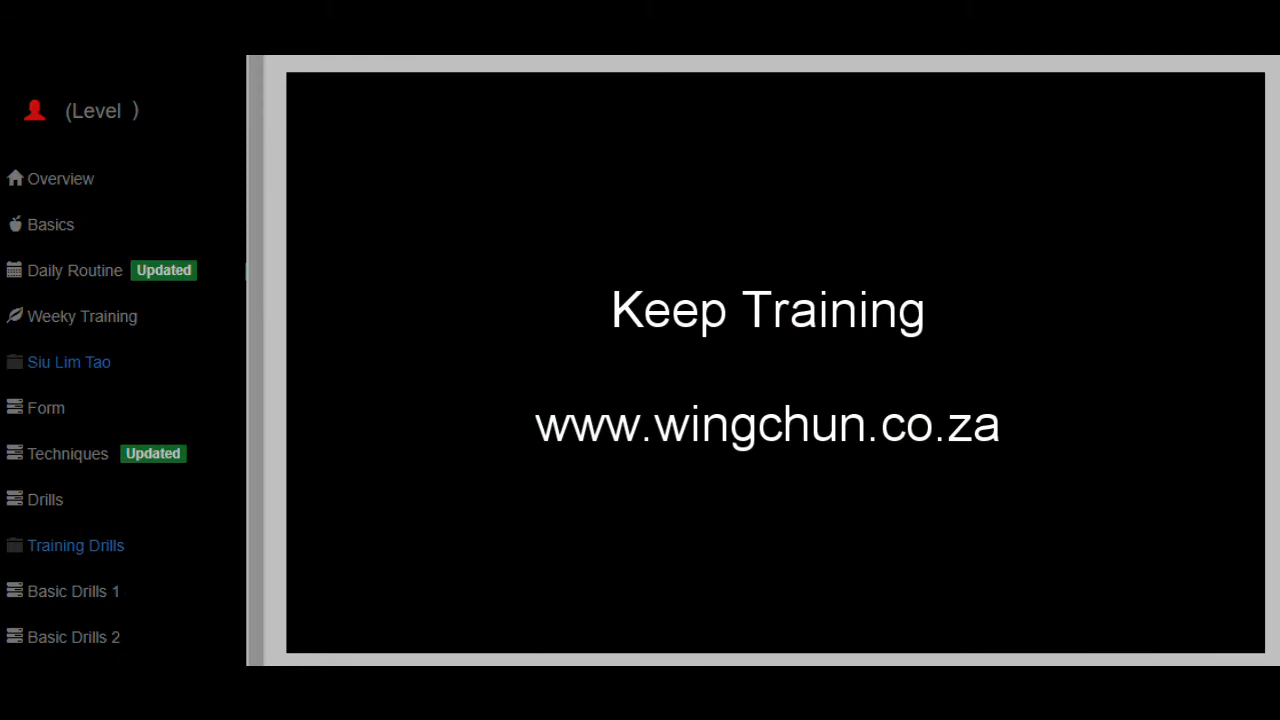 (Level )
Overview
Basics
Daily Routine Updated
Weeky Training
Siu Lim Tao
Form
Techniques Updated
Drills
Training Drills
Basic Drills 1
Basic Drills 2
Keep Training
www.wingchun.co.za